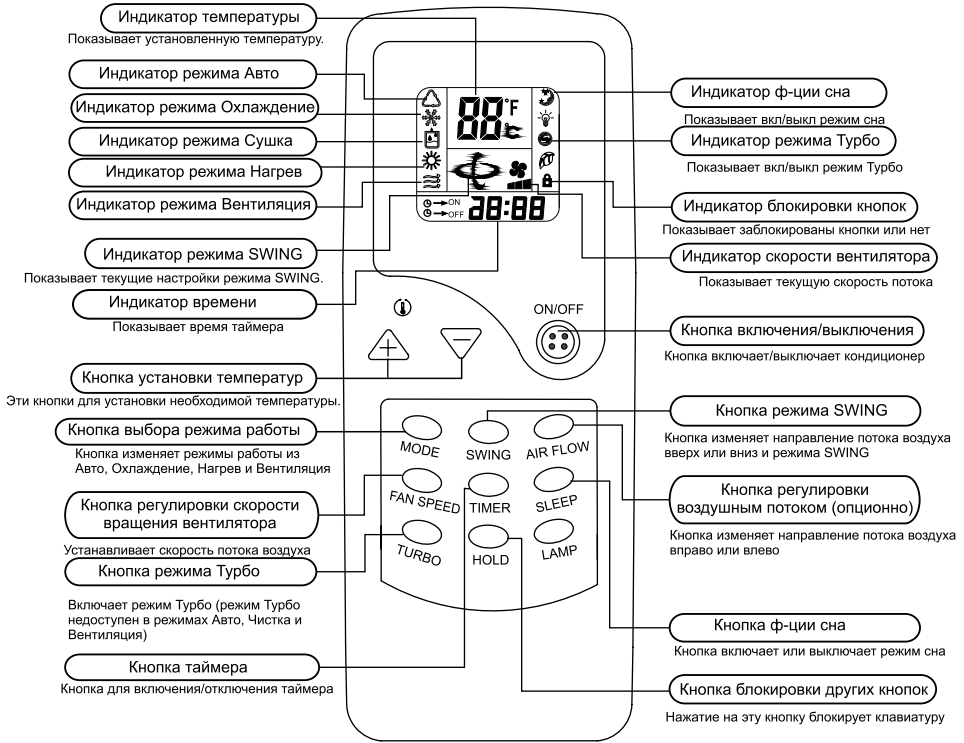 Индикатор температуры
Показывает установленную температуру.
Индикатор режима Авто
Индикатор режима Охлаждение
Индикатор режима Сушка
Индикатор режима Нагрев
Индикатор режима Вентиляция
Индикатор режима SWING
Показывает текущие настройки режима SWING.
Индикатор времени
Показывает время таймера
Кнопка установки температур
Эти кнопки для установки необходимой температуры.
Кнопка выбора режима работы
Кнопка изменяет режимы работы из
Авто, Охлаждение, Нагрев и Вентиляция
Кнопка регулировки скорости
вращения вентилятора
Устанавливает скорость потока воздуха
Кнопка режима Турбо
Включает режим Турбо (режим Турбо
недоступен в режимах Авто, Чистка и
Вентиляция)
Кнопка таймера
Кнопка для включения/отключения таймера
88°F
°C
ON
OFF
88:88
ON/OFF
MODE
SWING
AIR FLOW
FAN SPEED
TIMER
SLEEP
TURBO
HOLD
LAMP
Индикатор ф-ции сна
Показывает вкл/выкл режим сна
Индикатор режима Турбо
Показывает вкл/выкл режим Турбо
Индикатор блокировки кнопок
Показывает заблокированы кнопки или нет
Индикатор скорости вентилятора
Показывает текущую скорость потока
Кнопка включения/выключения
Кнопка включает/выключает кондиционер
Кнопка режима SWING
Кнопка изменяет направление потока воздуха
вверх или вниз и режима SWING
Кнопка регулировки
воздушным потоком (опционно)
Кнопка изменяет направление потока воздуха
вправо или влево
Кнопка ф-ции сна
Кнопка включает или выключает режим сна
Кнопка блокировки других кнопок
Нажатие на эту кнопку блокирует клавиатуру